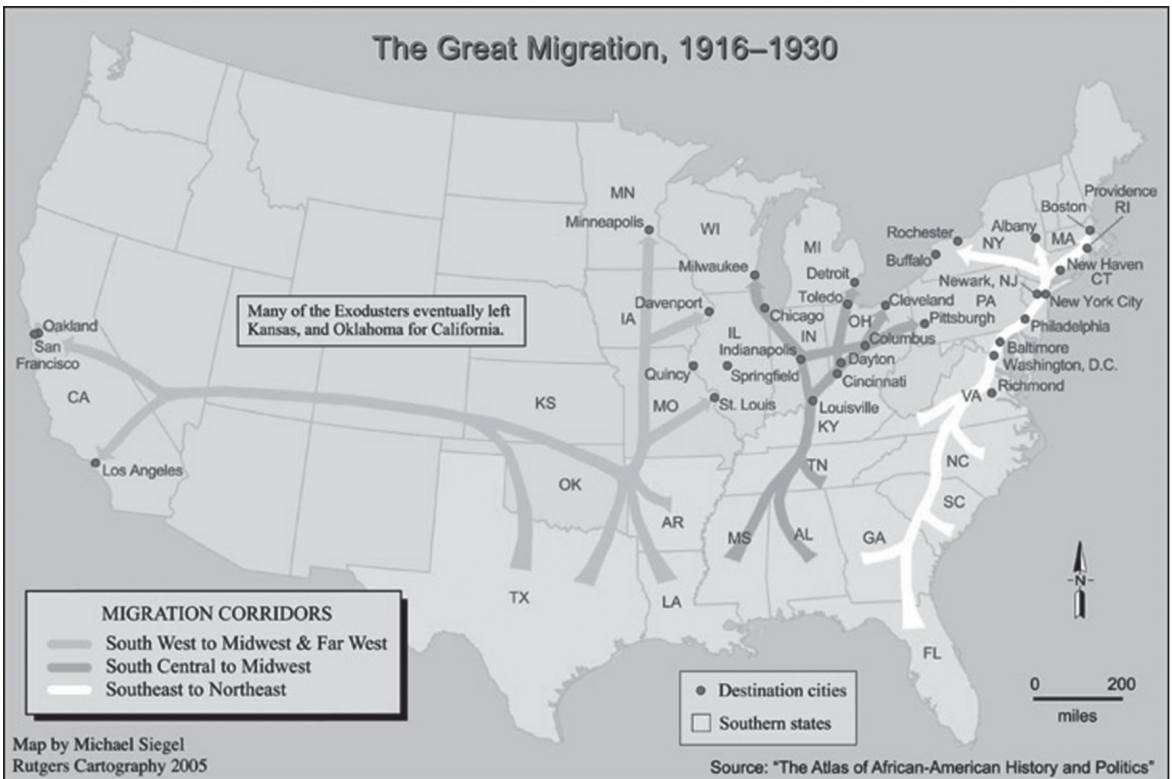 The Great Migration, 1916–1930
MN
Minneapolis
WI
MI
Milwaukee
Detroit
Toledo
Davenport
IA
Chicago
IL
IN
OH
Cleveland
Pittsburgh
PA
Indianapolis
Columbus
Dayton
Cincinnati
Quincy
Springfield
MO
St. Louis
Louisville
KY
Rochester
Buffalo
Albany
NY
Boston
MA
Providence
RI
New Haven
CT
Newark, NJ
New York City
Philadelphia
Baltimore
Washington, D.C.
Richmond
VA
Many of the Exodusters eventually left
Kansas, and Oklahoma for California.
Oakland
San
Francisco
CA
Los Angeles
KS
OK
TN
NC
AR
SC
MS
AL
GA
TX
LA
FL
MIGRATION CORRIDORS
South West to Midwest & Far West
South Central to Midwest
Southeast to Northeast
Destination cities
Southern states
N
0 200
miles
Map by Michael Siegel
Rutgers Cartography 2005
Source: "The Atlas of African-American History and Politics"